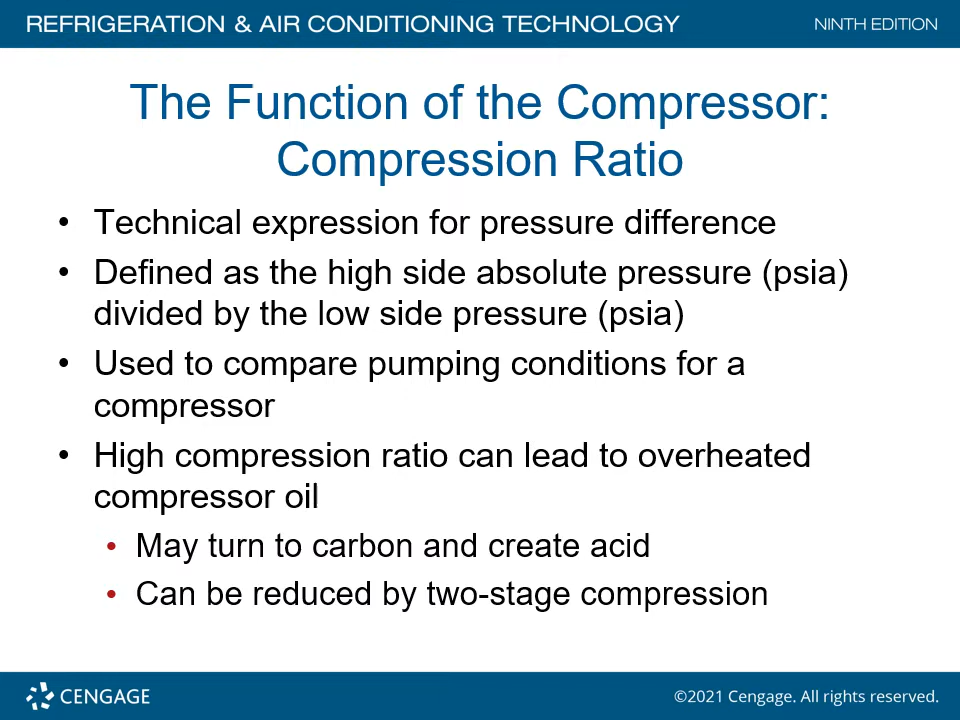 REFRIGERATION & AIR CONDITIONING TECHNOLOGY NINTH EDITION
The Function of the Compressor:
Compression Ratio
• Technical expression for pressure difference
• Defined as the high side absolute pressure (psia)
divided by the low side pressure (psia)
• Used to compare pumping conditions for a
compressor
• High compression ratio can lead to overheated
compressor oil
• May turn to carbon and create acid
• Can be reduced by two-stage compression
CENGAGE ©2021 Cengage. All rights reserved.